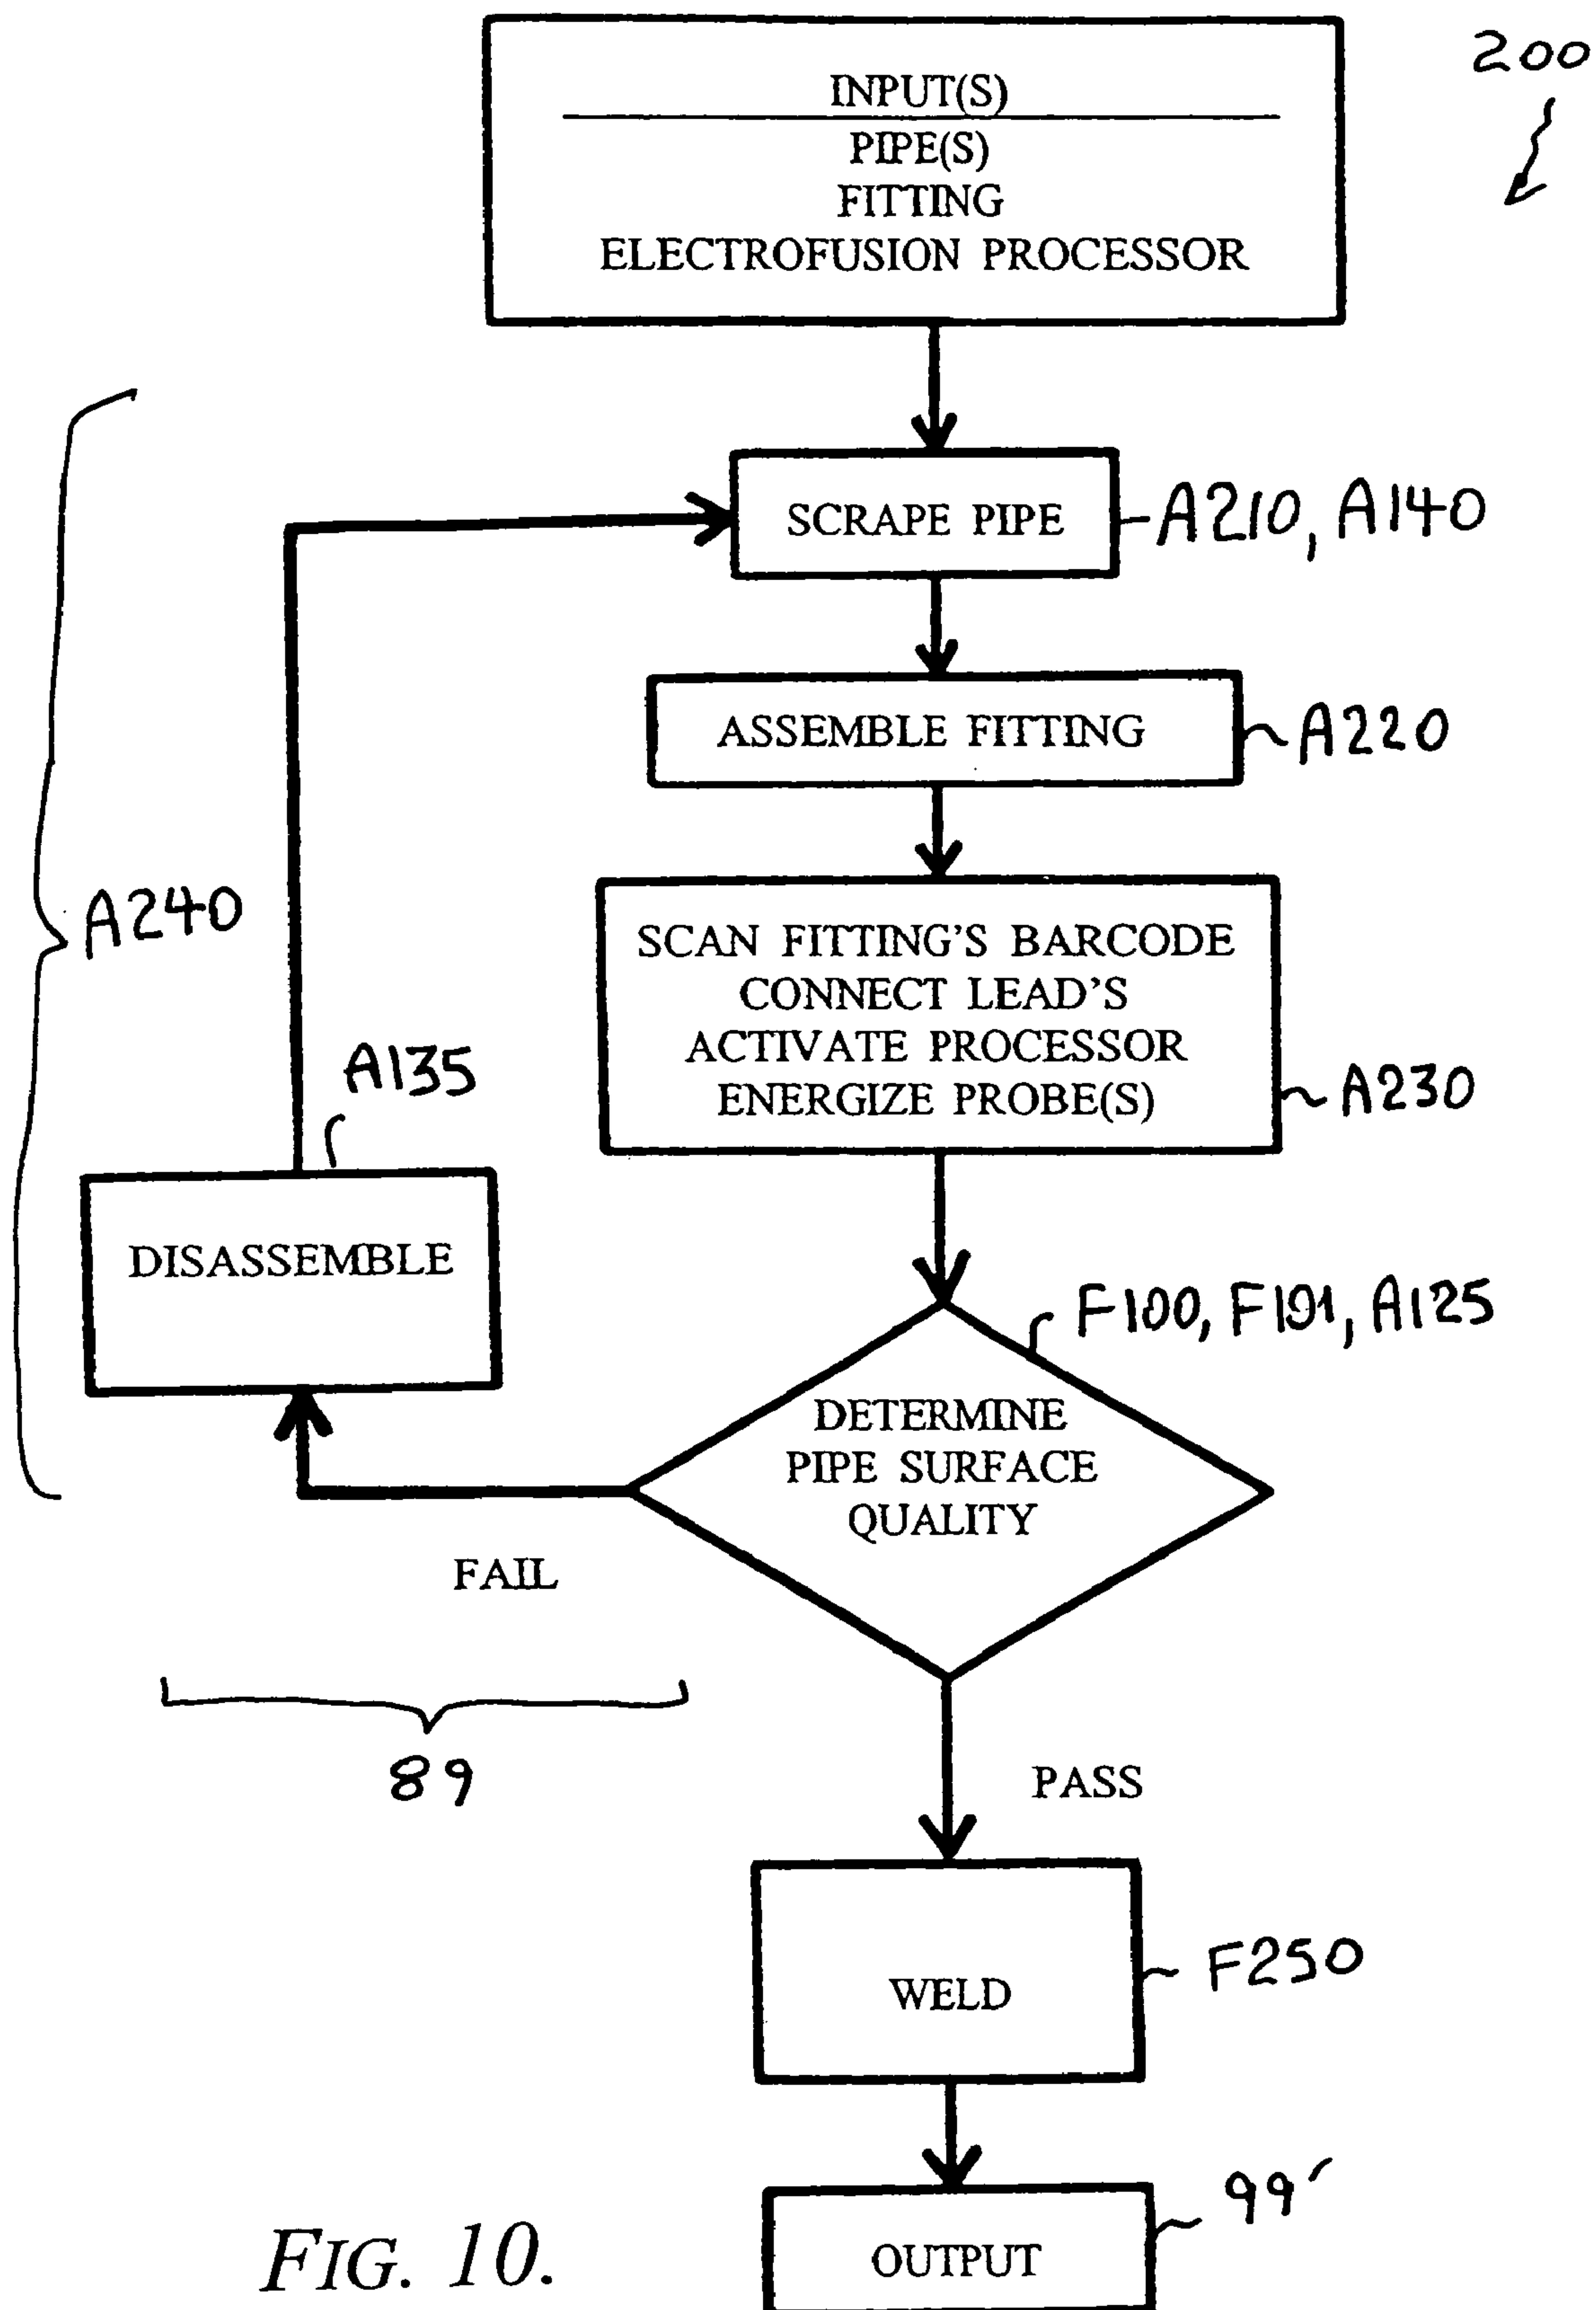 200
INPUT(S)
PIPE(S)
FITTING
ELECTROFUSION PROCESSOR
SCRAPE PIPE
A210, A140
ASSEMBLE FITTING
A220
SCAN FITTING'S BARCODE
CONNECT LEAD'S
ACTIVATE PROCESSOR
ENERGIZE PROBE(S)
A230
A240
A135
DISASSEMBLE
F100, F101, A125
DETERMINE
PIPE SURFACE
QUALITY
FAIL
89
PASS
WELD
F250
99'
OUTPUT
FIG. 10.